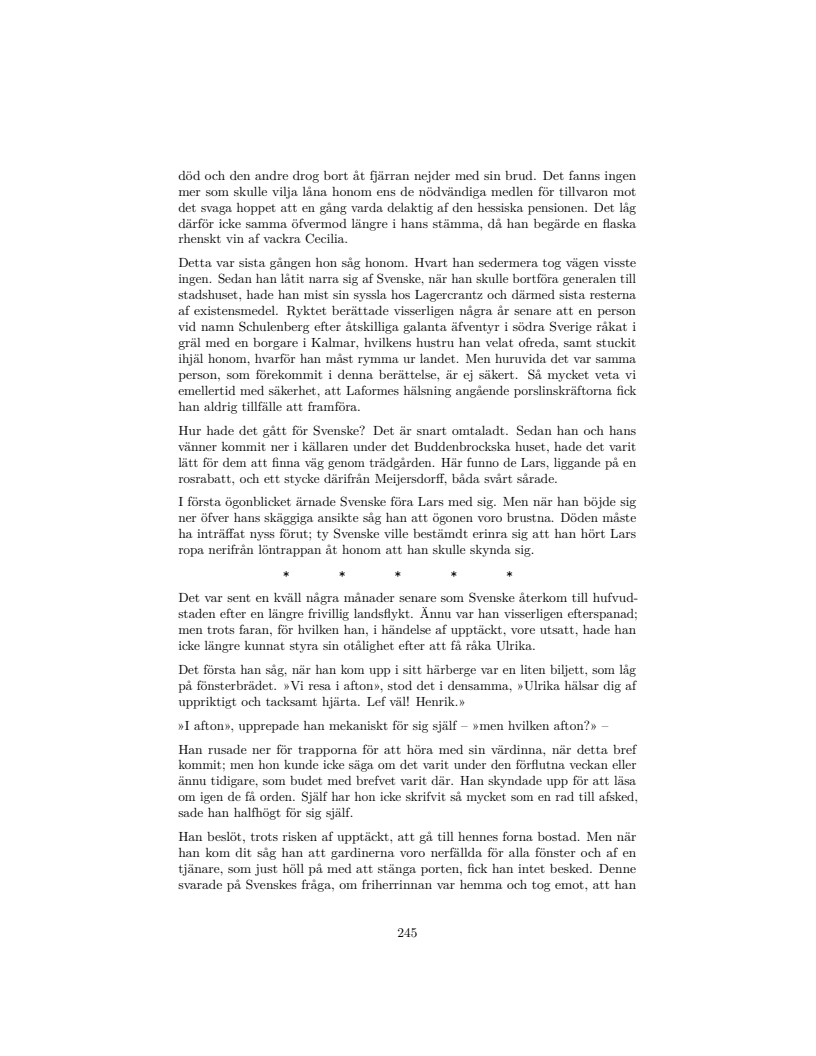 död och den andre drog bort åt fjärran nejder med sin brud. Det fanns ingen
mer som skulle vilja låna honom ens de nödvändiga medlen för tillvaron mot
det svaga hoppet att en gång varda delaktig af den hessiska pensionen. Det låg
därför icke samma öfvermod längre i hans stämma, då han begärde en flaska
rhenskt vin af vackra Cecilia.
Detta var sista gången hon såg honom. Hvart han sedermera tog vägen visste
ingen. Sedan han låtit narra sig af Svenske, när han skulle bortföra generalen till
stadshuset, hade han mist sin syssla hos Lagercrantz och därmed sista resterna
af existensmedel. Ryktet berättade visserligen några år senare att en person
vid namn Schulenberg efter åtskilliga galanta äfventyr i södra Sverige råkat i
gräl med en borgare i Kalmar, hvilkens hustru han velat ofreda, samt stuckit
ihjäl honom, hvarför han måst rymma ur landet. Men huruvida det var samma
person, som förekommit i denna berättelse, är ej säkert. Så mycket veta vi
emellertid med säkerhet, att Laformes hälsning angående porslinskräftorna fick
han aldrig tillfälle att framföra.
Hur hade det gått för Svenske? Det är snart omtaladt. Sedan han och hans
vänner kommit ner i källaren under det Buddenbrockska huset, hade det varit
lätt för dem att finna väg genom trädgården. Här funno de Lars, liggande på en
rosrabatt, och ett stycke därifrån Meijersdorff, båda svårt sårade.
I första ögonblicket ärnade Svenske föra Lars med sig. Men när han böjde sig
ner öfver hans skäggiga ansikte såg han att ögonen voro brustna. Döden måste
ha inträffat nyss förut; ty Svenske ville bestämdt erinra sig att han hört Lars
ropa nerifrån löntrappan åt honom att han skulle skynda sig.
* * * * *
Det var sent en kväll några månader senare som Svenske återkom till hufvud-
staden efter en längre frivillig landsflykt. Ännu var han visserligen efterspanad;
men trots faran, för hvilken han, i händelse af upptäckt, vore utsatt, hade han
icke längre kunnat styra sin otålighet efter att få råka Ulrika.
Det första han såg, när han kom upp i sitt härberge var en liten biljett, som låg
på fönsterbrädet. »Vi resa i afton», stod det i densamma, »Ulrika hälsar dig af
uppriktigt och tacksamt hjärta. Lef väl! Henrik.»
»I afton», upprepade han mekaniskt för sig själf – »men hvilken afton?» –
Han rusade ner för trapporna för att höra med sin värdinna, när detta bref
kommit; men hon kunde icke säga om det varit under den förflutna veckan eller
ännu tidigare, som budet med brefvet varit där. Han skyndade upp för att läsa
om igen de få orden. Själf har hon icke skrifvit så mycket som en rad till afsked,
sade han halfhögt för sig själf.
Han beslöt, trots risken af upptäckt, att gå till hennes forna bostad. Men när
han kom dit såg han att gardinerna voro nerfällda för alla fönster och af en
tjänare, som just höll på med att stänga porten, fick han intet besked. Denne
svarade på Svenskes fråga, om friherrinnan var hemma och tog emot, att han
245